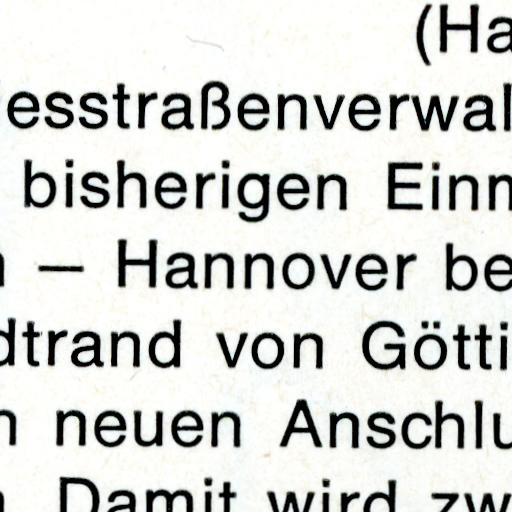 (Ha
esstraßenverwal
bisherigen Einn
n – Hannover be
dtrand von Götti
n neuen Anschlu
. Damit wird zw